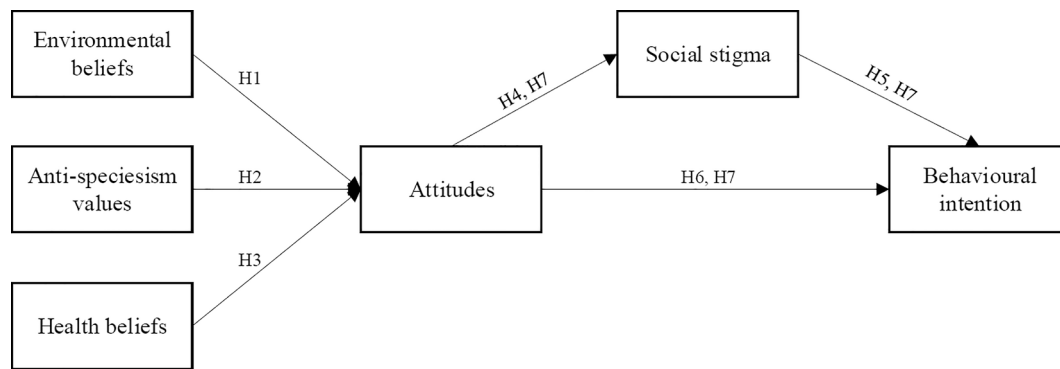 Environmental
beliefs
H1
Anti-speciesism
values
H2
Health beliefs
H3
Attitudes
H4, H7
Social stigma
H5, H7
H6, H7
Behavioural
intention